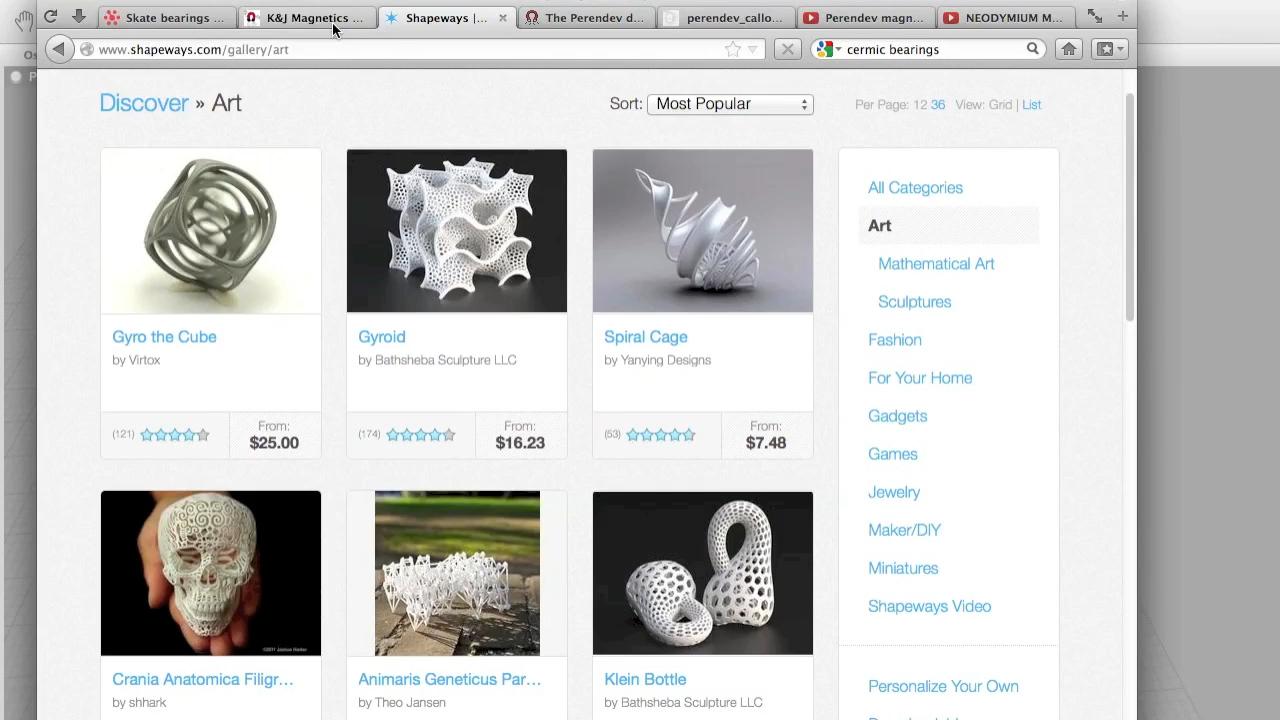 Skate bearings ...
K&J Magnetics ...
Shapeways |...
The Perendev d...
perendev_callo...
Perendev magn...
NEODYMIUM M...
www.shapeways.com/gallery/art
cermic bearings
Discover » Art
Sort: Most Popular
Per Page: 12 36 View: Grid | List
Gyro the Cube
by Virtox
(121)
From:
$25.00
Gyroid
by Bathsheba Sculpture LLC
(174)
From:
$16.23
Spiral Cage
by Yanying Designs
(53)
From:
$7.48
Crania Anatomica Filigr...
by shhark
Animaris Geneticus Par...
by Theo Jansen
Klein Bottle
by Bathsheba Sculpture LLC
All Categories
Art
Mathematical Art
Sculptures
Fashion
For Your Home
Gadgets
Games
Jewelry
Maker/DIY
Miniatures
Shapeways Video
Personalize Your Own